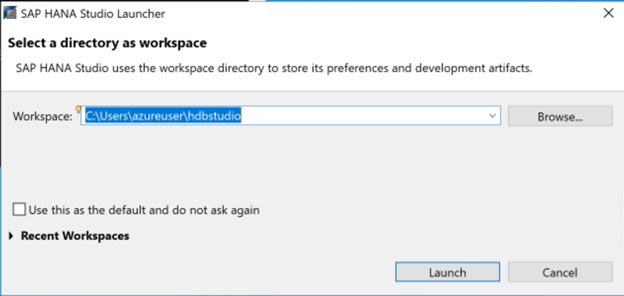 SAP HANA Studio Launcher
Select a directory as workspace
SAP HANA Studio uses the workspace directory to store its preferences and development artifacts.
Workspace: C:\Users\azureuser\hdbstudio Browse...
Use this as the default and do not ask again
Recent Workspaces
Launch Cancel